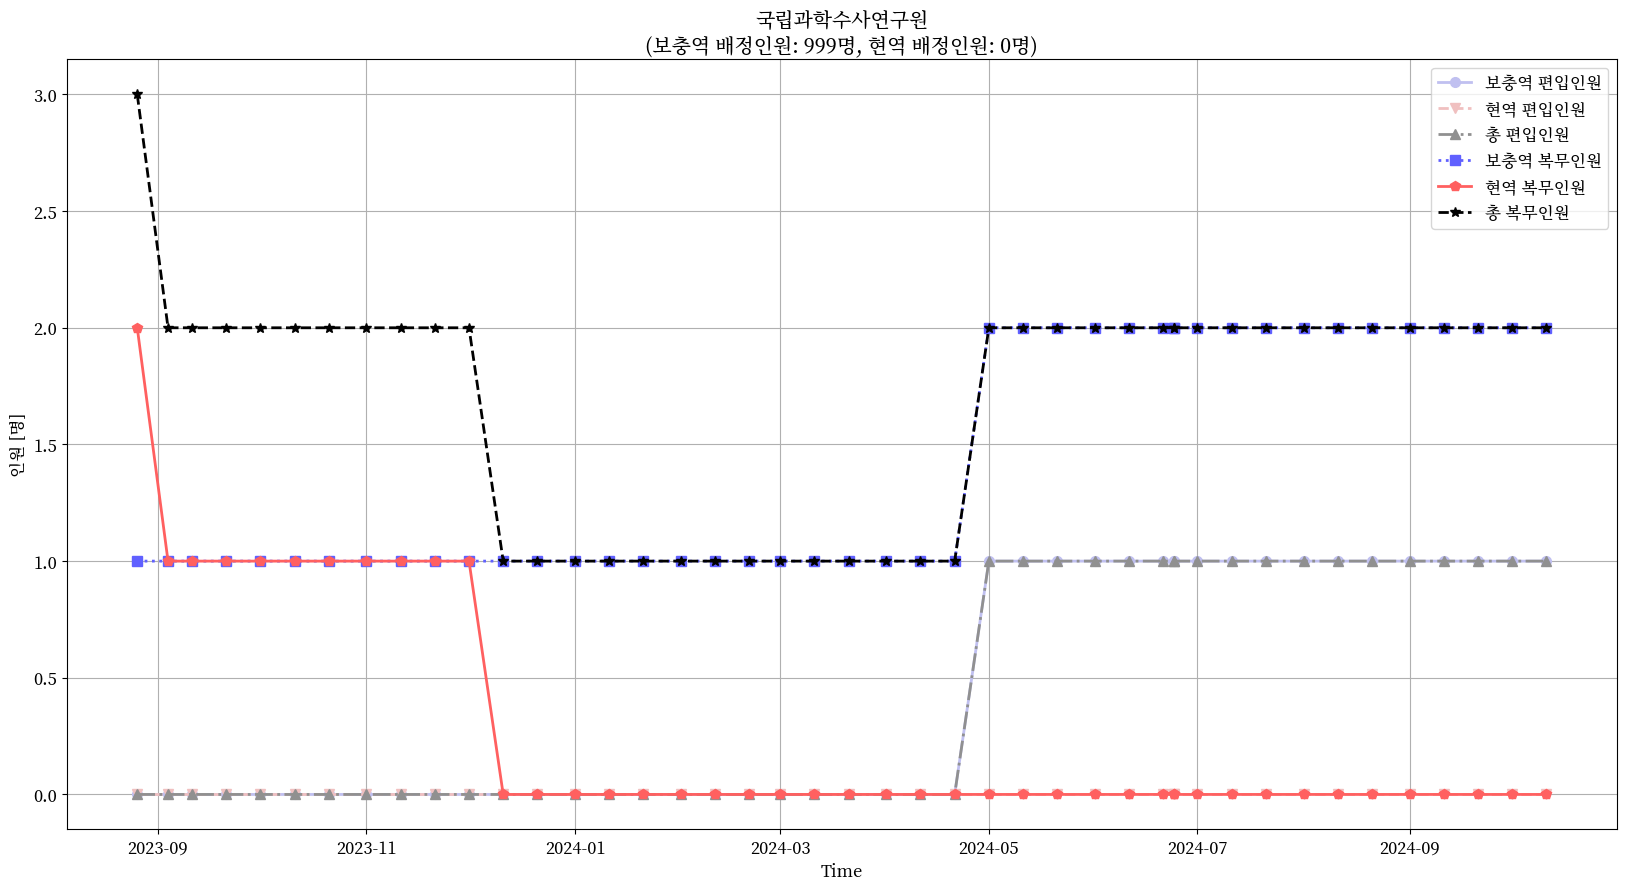 국립과학수사연구원
(보충역 배정인원: 999명, 현역 배정인원: 0명)
보충역 편입인원
현역 편입인원
총 편입인원
보충역 복무인원
현역 복무인원
총 복무인원
인원 [명]
3.0
2.5
2.0
1.5
1.0
0.5
0.0
2023-09
2023-11
2024-01
2024-03
2024-05
2024-07
2024-09
Time